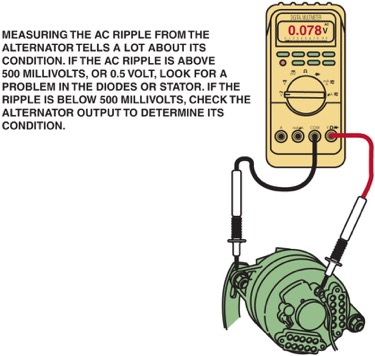 MEASURING THE AC RIPPLE FROM THE
ALTERNATOR TELLS A LOT ABOUT ITS
CONDITION. IF THE AC RIPPLE IS ABOVE
500 MILLIVOLTS, OR 0.5 VOLT, LOOK FOR A
PROBLEM IN THE DIODES OR STATOR. IF THE
RIPPLE IS BELOW 500 MILLIVOLTS, CHECK THE
ALTERNATOR OUTPUT TO DETERMINE ITS
CONDITION.
DIGITAL MULTIMETER
0.078 V